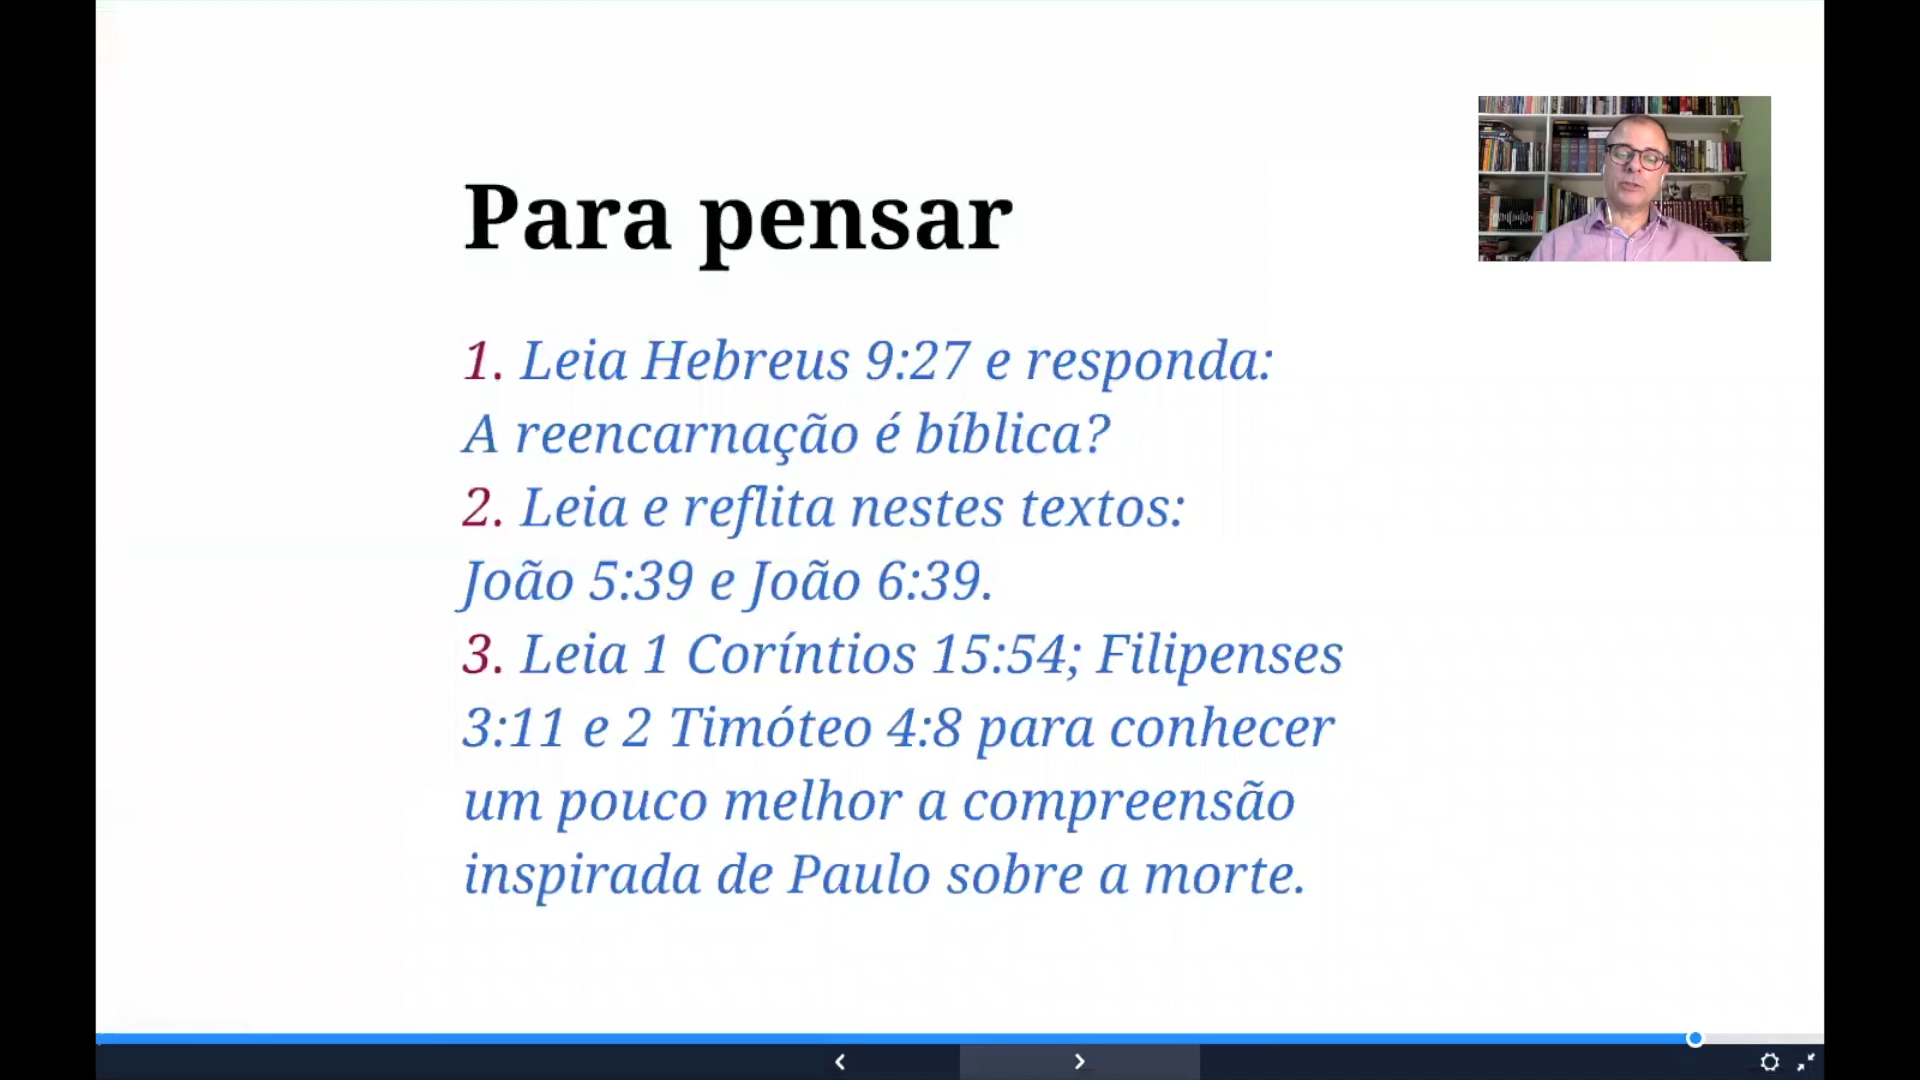 Para pensar
1. Leia Hebreus 9:27 e responda:
A reencarnação é bíblica?
2. Leia e reflita nestes textos:
João 5:39 e João 6:39.
3. Leia 1 Coríntios 15:54; Filipenses
3:11 e 2 Timóteo 4:8 para conhecer
um pouco melhor a compreensão
inspirada de Paulo sobre a morte.